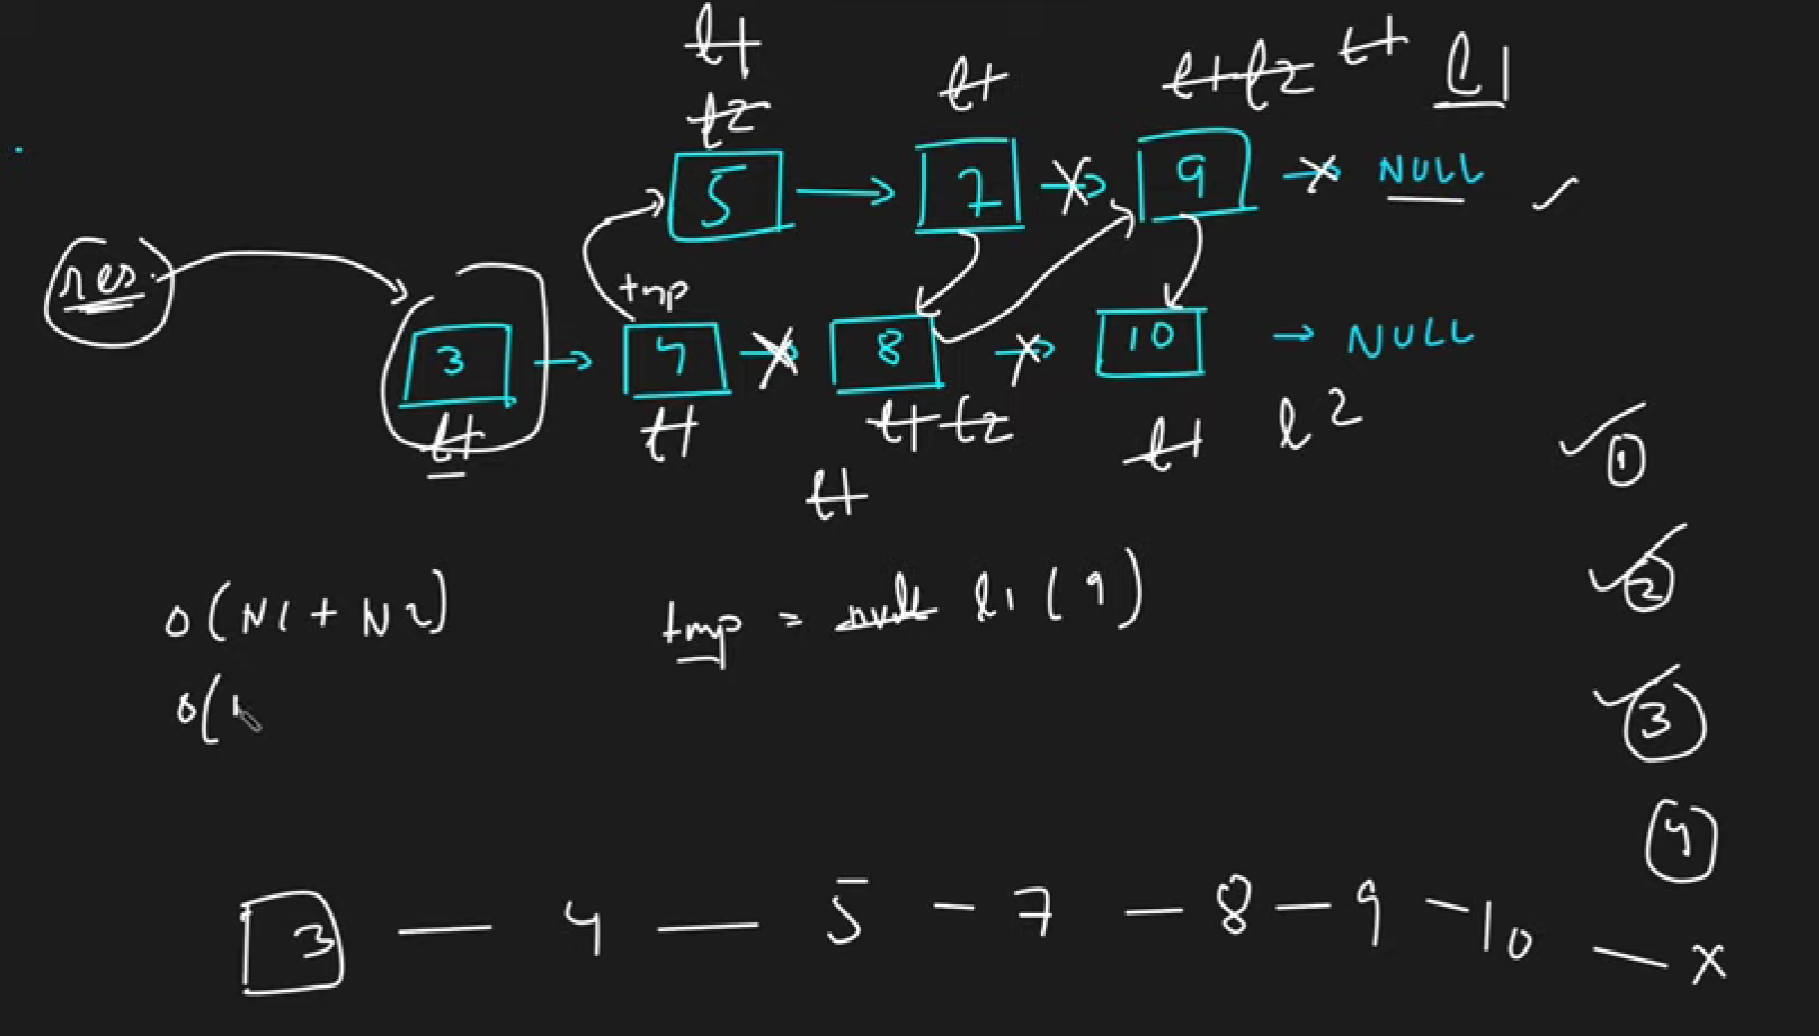 l1 l1 l1 l2 l1 l1
l2
5 → 7 → 9 → NULL
res tmp
3 → 4 → 8 → 10 → NULL
l1 l1 l1 l2 l1 l2
l1
1
2
O(N1 + N2) tmp = null l1(9)
O(
3
4
3 — 4 — 5 — 7 — 8 — 9 — 10 — x